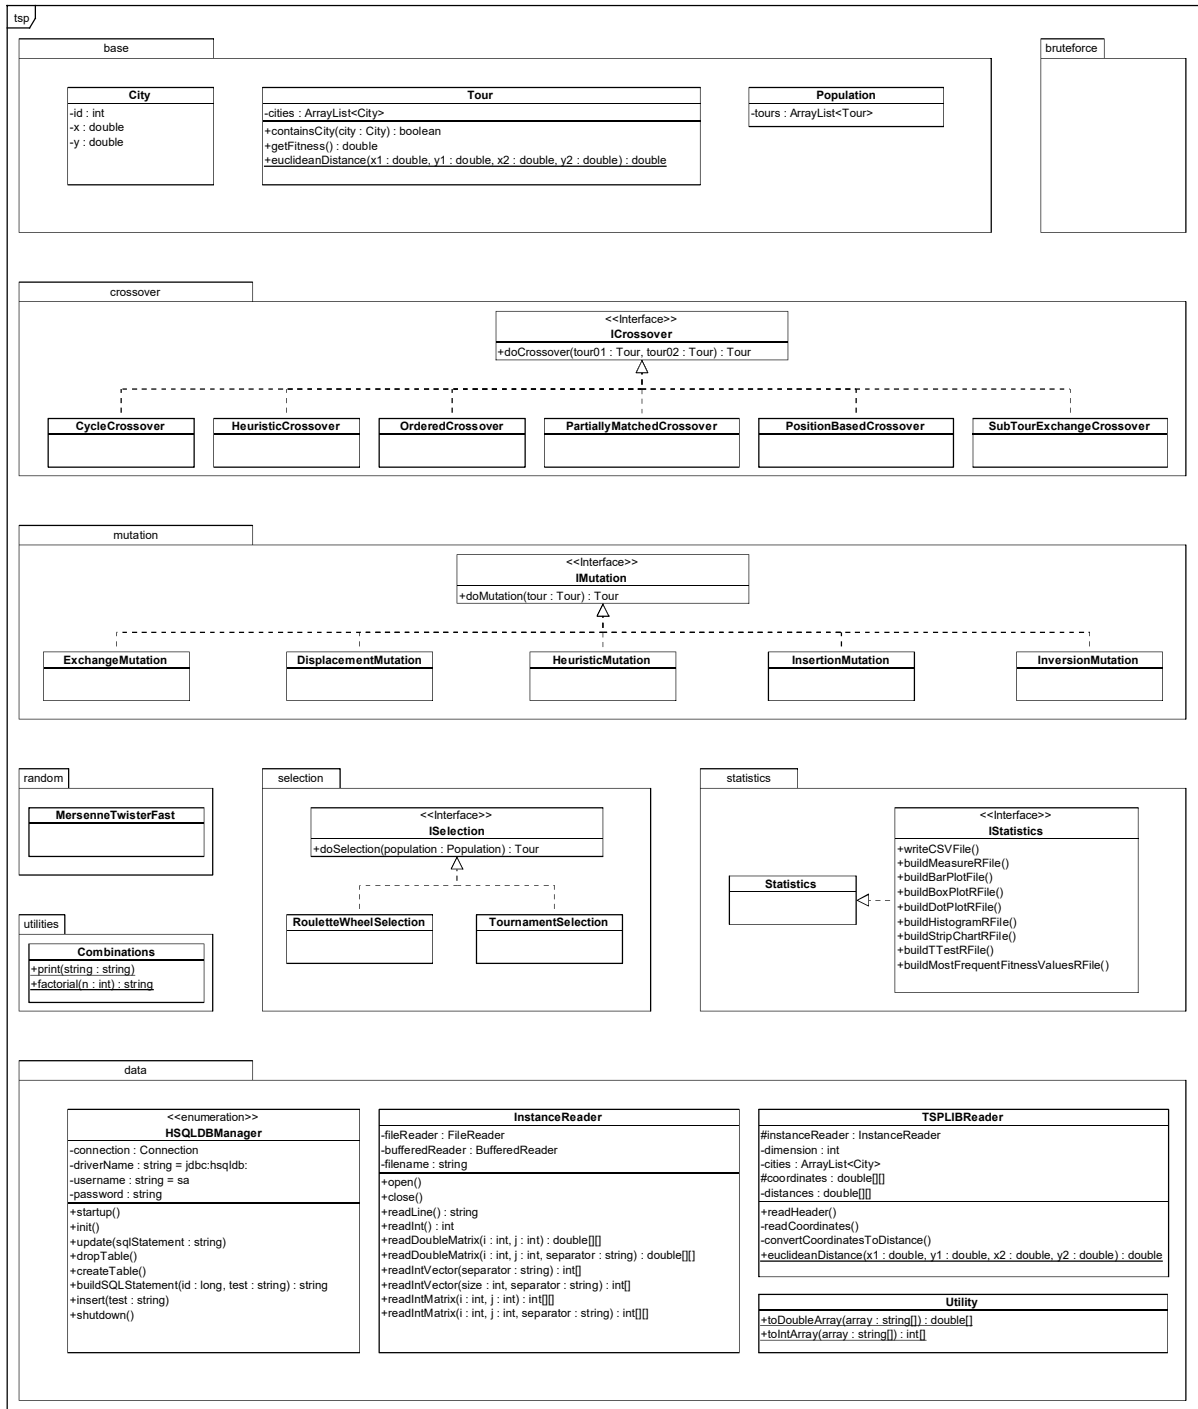 tsp
base
bruteforce
City
-id : int
-x : double
-y : double
Tour
-cities : ArrayList<City>
+containsCity(city : City) : boolean
+getFitness() : double
+euclideanDistance(x1 : double, y1 : double, x2 : double, y2 : double) : double
Population
-tours : ArrayList<Tour>
crossover
<<Interface>>
ICrossover
+doCrossover(tour01 : Tour, tour02 : Tour) : Tour
CycleCrossover
HeuristicCrossover
OrderedCrossover
PartiallyMatchedCrossover
PositionBasedCrossover
SubTourExchangeCrossover
mutation
<<Interface>>
IMutation
+doMutation(tour : Tour) : Tour
ExchangeMutation
DisplacementMutation
HeuristicMutation
InsertionMutation
InversionMutation
random
MersenneTwisterFast
selection
<<Interface>>
ISelection
+doSelection(population : Population) : Tour
RouletteWheelSelection
TournamentSelection
statistics
<<Interface>>
IStatistics
+writeCSVFile()
+buildMeasureRFile()
+buildBarPlotFile()
+buildBoxPlotRFile()
+buildDotPlotRFile()
+buildHistogramRFile()
+buildStripChartRFile()
+buildTTestRFile()
+buildMostFrequentFitnessValuesRFile()
Statistics
utilities
Combinations
+print(string : string)
+factorial(n : int) : string
data
<<enumeration>>
HSQLDBManager
-connection : Connection
-driverName : string = jdbc:hsqldb:
-username : string = sa
-password : string
+startup()
+init()
+update(sqlStatement : string)
+dropTable()
+createTable()
+buildSQLStatement(id : long, test : string) : string
+insert(test : string)
+shutdown()
InstanceReader
-fileReader : FileReader
-bufferedReader : BufferedReader
-filename : string
+open()
+close()
+readLine() : string
+readInt() : int
+readDoubleMatrix(i : int, j : int) : double[][]
+readDoubleMatrix(i : int, j : int, separator : string) : double[][]
+readIntVector(separator : string) : int[]
+readIntVector(size : int, separator : string) : int[]
+readIntMatrix(i : int, j : int) : int[][]
+readIntMatrix(i : int, j : int, separator : string) : int[][]
TSPLIBReader
#instanceReader : InstanceReader
-dimension : int
-cities : ArrayList<City>
#coordinates : double[][]
-distances : double[][]
+readHeader()
-readCoordinates()
-convertCoordinatesToDistance()
+euclideanDistance(x1 : double, y1 : double, x2 : double, y2 : double) : double
Utility
+toDoubleArray(array : string[]) : double[]
+toIntArray(array : string[]) : int[]